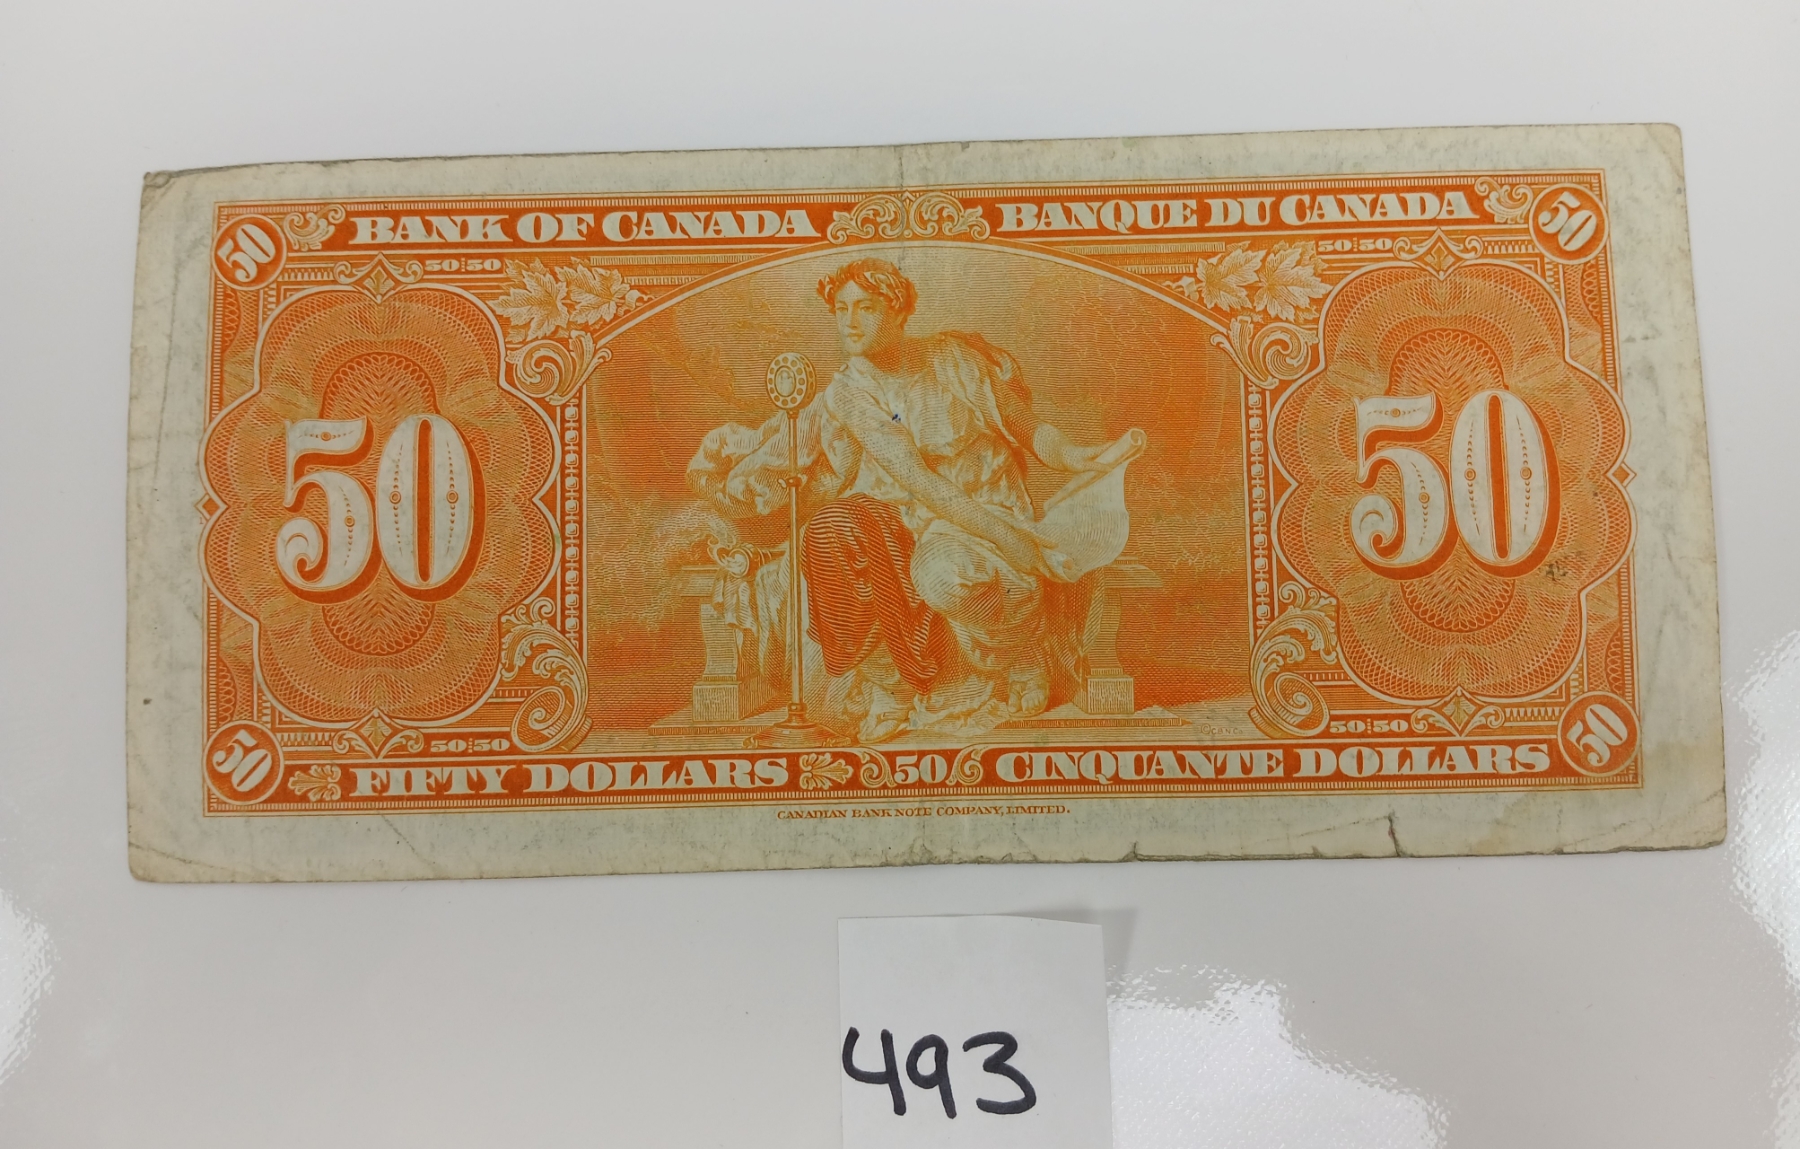 50 BANK OF CANADA BANQUE DU CANADA 50
50:50 50:50
50 50
50:50 50:50
©C.B.N.Co.
50 FIFTY DOLLARS 50 CINQUANTE DOLLARS 50
CANADIAN BANK NOTE COMPANY, LIMITED.
493